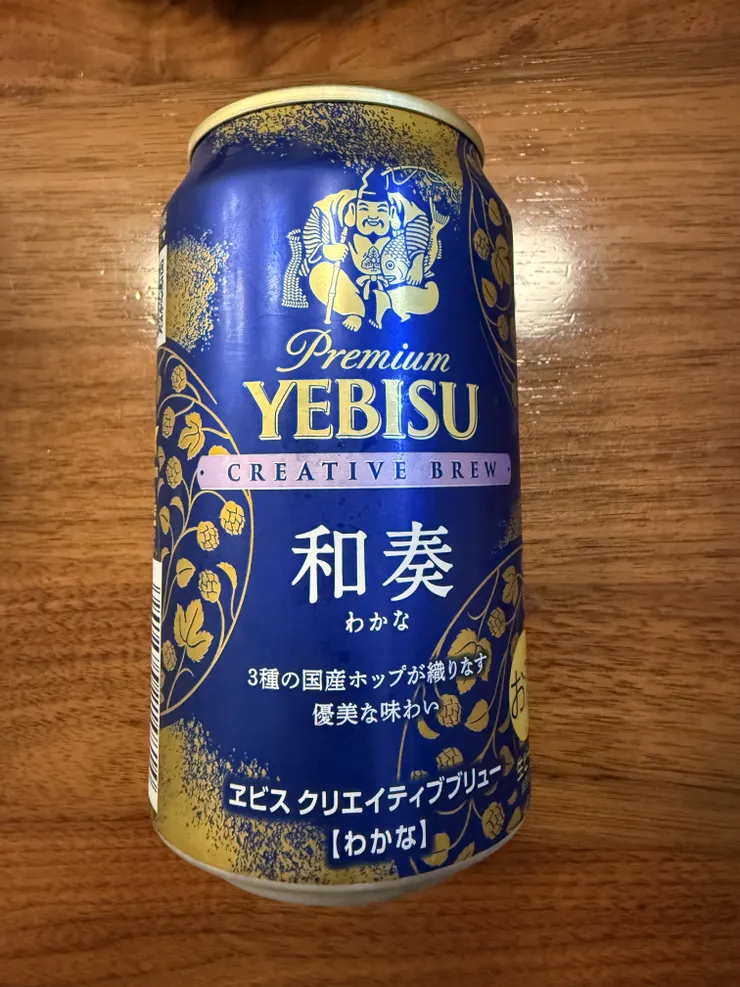 Premium
YEBISU
CREATIVE BREW
和奏
わかな
3種の国産ホップが織りなす
優美な味わい
ヱビス クリエイティブブリュー
【わかな】
お